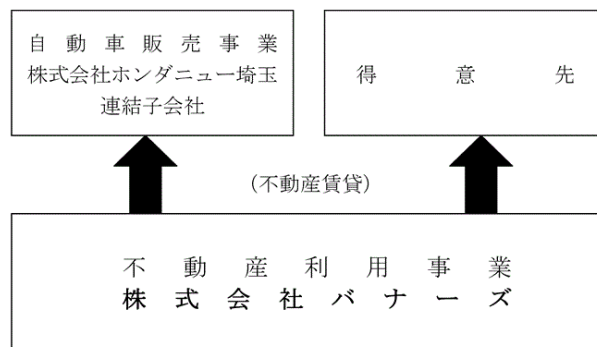 自動車販売事業
株式会社ホンダニュー埼玉
連結子会社
得意先
(不動産賃貸)
不動産利用事業
株式会社バナーズ